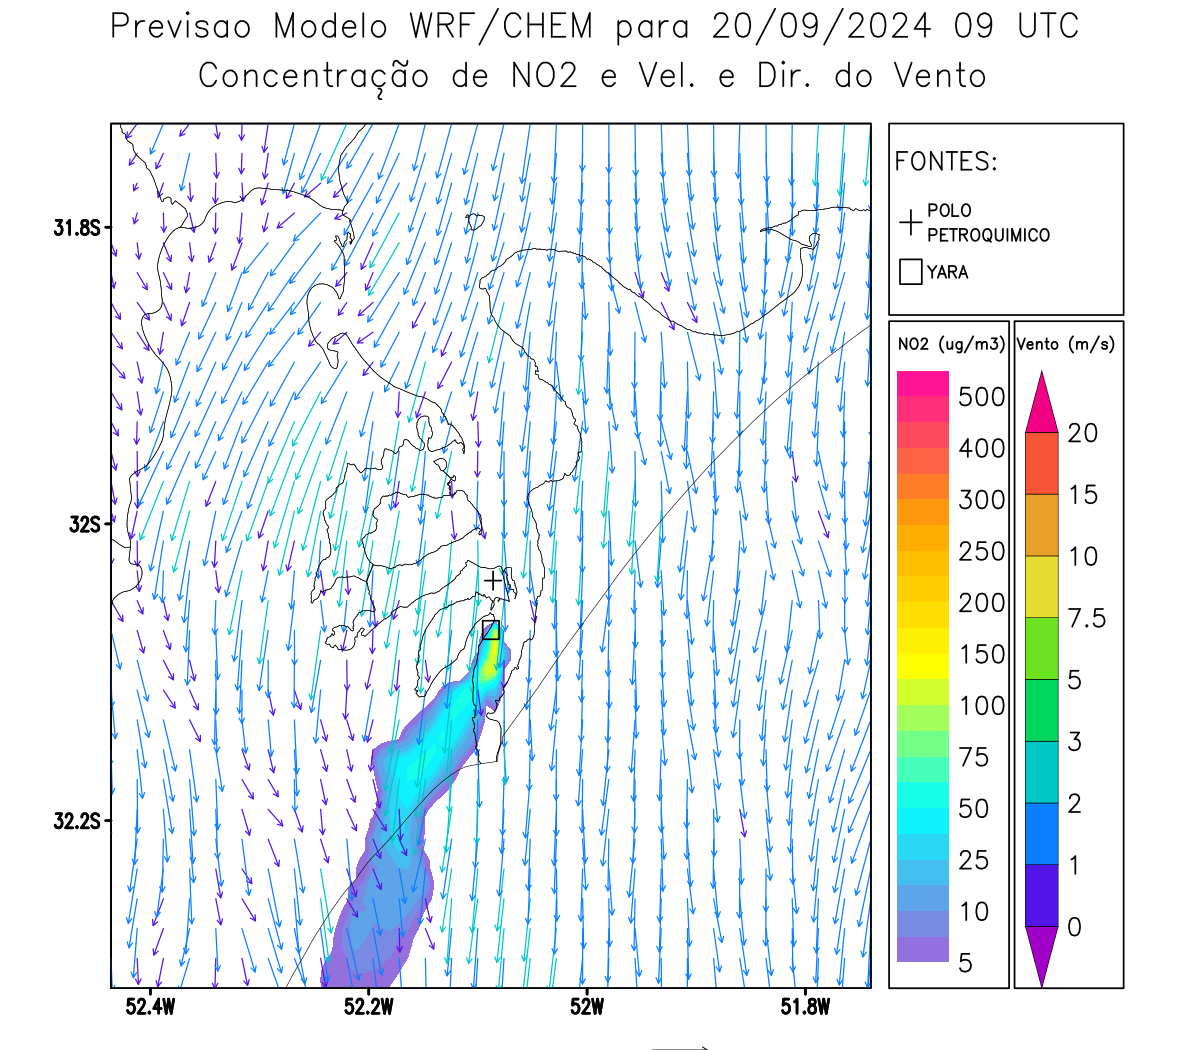 Previsao Modelo WRF/CHEM para 20/09/2024 09 UTC
Concentração de NO2 e Vel. e Dir. do Vento
FONTES:
POLO
PETROQUIMICO
YARA
NO2 (ug/m3)
500
400
300
250
200
150
100
75
50
25
10
5
Vento (m/s)
20
15
10
7.5
5
3
2
1
0
31.8S
32S
32.2S
52.4W
52.2W
52W
51.8W